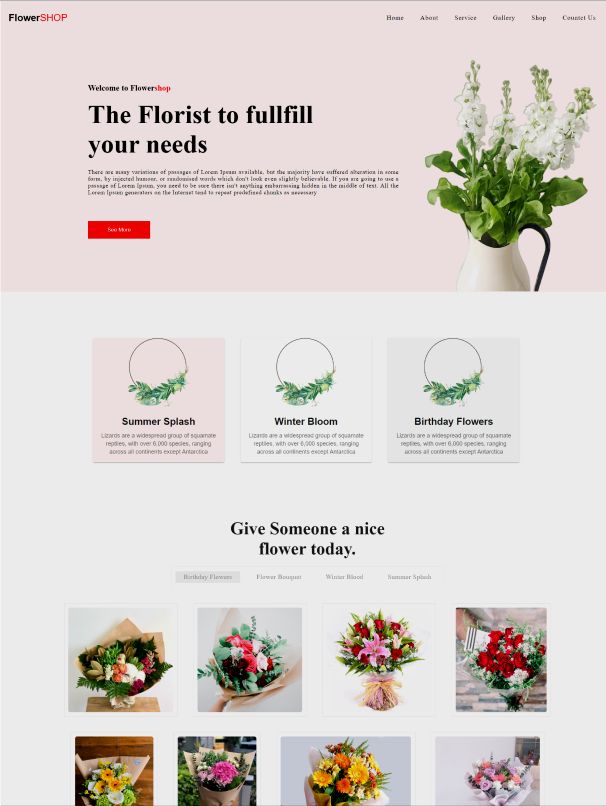 FlowerSHOP
Home About Service Gallery Shop Countct Us
Welcome to Flowershop
The Florist to fullfill
your needs
There are many variations of passages of Lorem Ipsum available, but the majority have suffered alteration in some
form, by injected humour, or randomised words which don't look even slightly believable. If you are going to use a
passage of Lorem Ipsum, you need to be sure there isn't anything embarrassing hidden in the middle of text. All the
Lorem Ipsum generators on the Internet tend to repeat predefined chunks as necessary
See More
Summer Splash
Lizards are a widespread group of squamate
reptiles, with over 6,000 species, ranging
across all continents except Antarctica
Winter Bloom
Lizards are a widespread group of squamate
reptiles, with over 6,000 species, ranging
across all continents except Antarctica
Birthday Flowers
Lizards are a widespread group of squamate
reptiles, with over 6,000 species, ranging
across all continents except Antarctica
Give Someone a nice
flower today.
Birthday Flowers Flower Bouquet Winter Blood Summer Splash